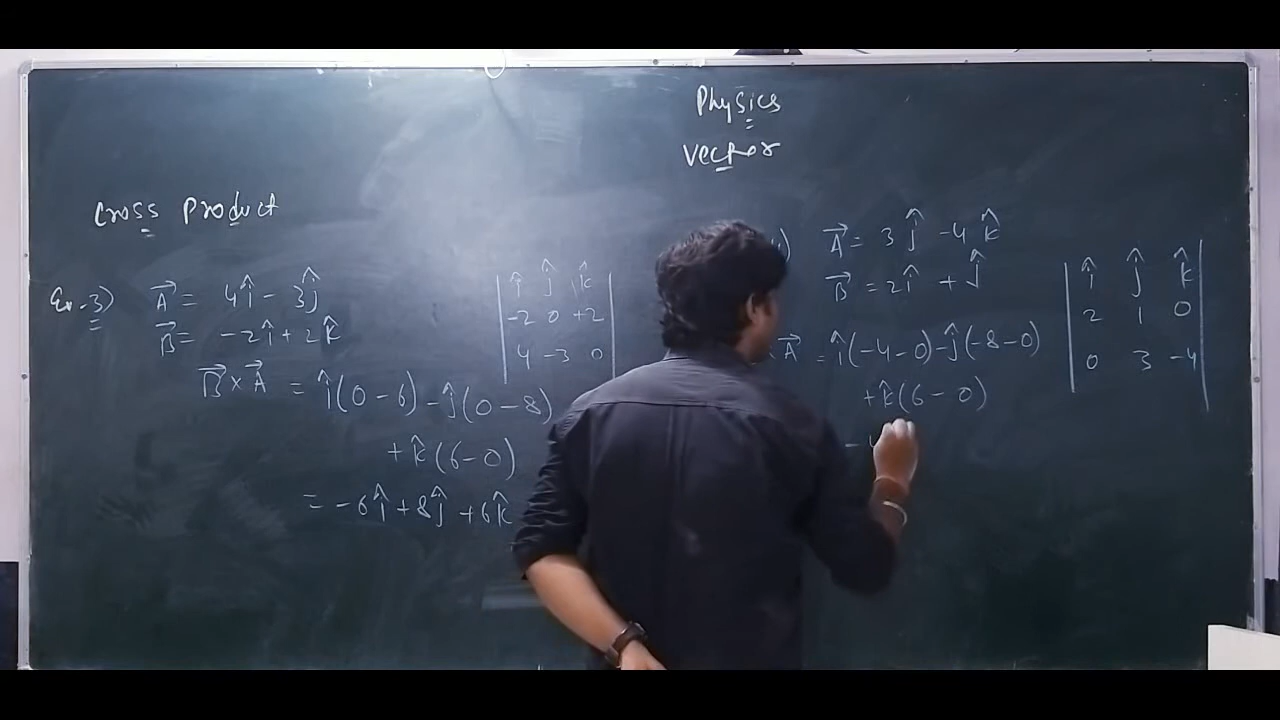 Physics
Vector
Cross Product
Ex-3) A⃗ = 4î - 3ĵ
B⃗ = -2î + 2k̂
î ĵ k̂
-2 0 +2
4 -3 0
B⃗ × A⃗ = î(0 - 6) - ĵ(0 - 8)
+ k̂(6 - 0)
= -6î + 8ĵ + 6k̂
A⃗ = 3ĵ - 4k̂
B⃗ = 2î + ĵ
î ĵ k̂
2 1 0
0 3 -4
A⃗ = î(-4 - 0) - ĵ(-8 - 0)
+ k̂(6 - 0)